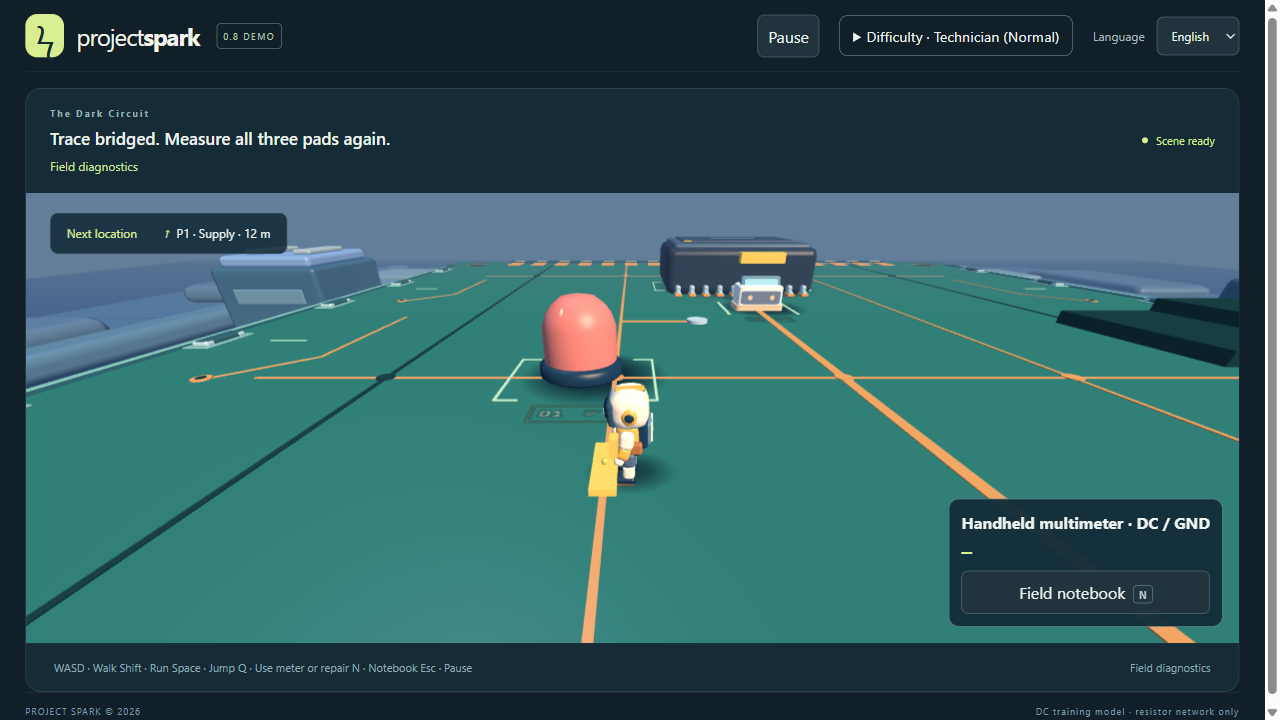 projectspark
0.8 DEMO
Pause
▶ Difficulty · Technician (Normal)
Language
English
The Dark Circuit
Trace bridged. Measure all three pads again.
Field diagnostics
Scene ready
Next location
↑ P1 · Supply · 12 m
01
Handheld multimeter · DC / GND
–
Field notebook N
WASD · Walk Shift · Run Space · Jump Q · Use meter or repair N · Notebook Esc · Pause
Field diagnostics
PROJECT SPARK © 2026
DC training model · resistor network only